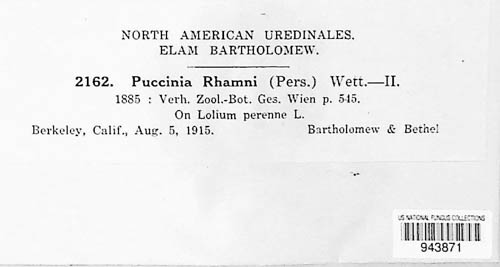 NORTH AMERICAN UREDINALES.
ELAM BARTHOLOMEW.
2162. Puccinia Rhamni (Pers.) Wett.—II.
1885 : Verh. Zool.-Bot. Ges. Wien p. 545.
On Lolium perenne L.
Berkeley, Calif., Aug. 5, 1915. Bartholomew & Bethel
US NATIONAL FUNGUS COLLECTIONS
943871